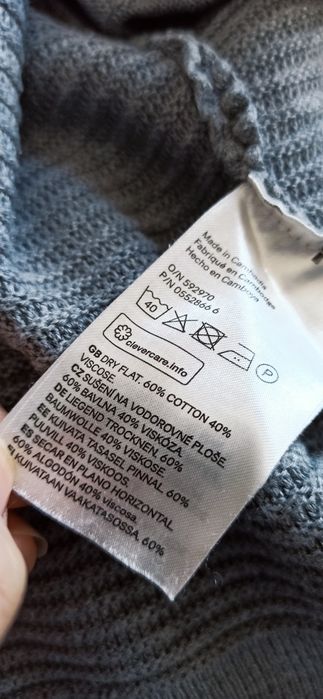 Made in Cambodia
Fabriqué en Cambodge
Hecho en Camboya
O/N 592970
P/N 0552866 6
40
P
clevercare.info
GB DRY FLAT. 60% COTTON 40%
VISCOSE
CZ SUŠENÍ NA VODOROVNÉ PLOŠE.
60% BAVLNA 40% VISKÓZA.
DE LIEGEND TROCKNEN. 60%
BAUMWOLLE 40% VISKOSE
EE KUIVATA TASASEL PINNAL. 60%
PUUVILL 40% VISKOOS.
ES SECAR EN PLANO HORIZONTAL.
60% ALGODÓN 40% viscosa.
FI KUIVATAAN VAAKATASOSSA. 60%